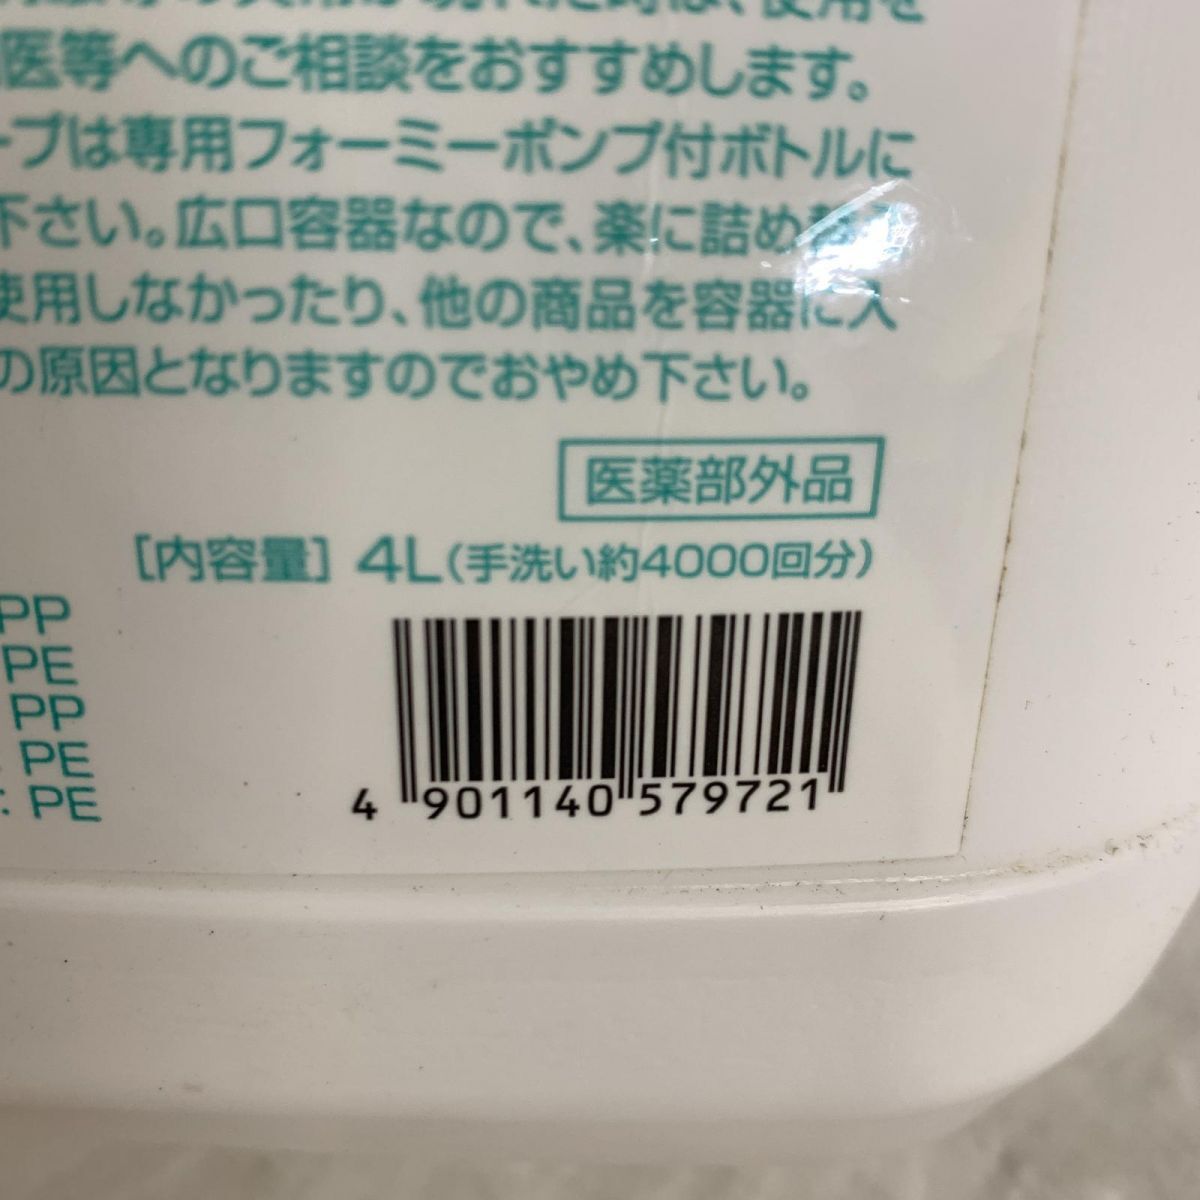 医等へのご相談をおすすめします。
ープは専用フォーミーポンプ付ボトルに
下さい。広口容器なので、楽に詰め
使用しなかったり、他の商品を容器に入
の原因となりますのでおやめ下さい。
医薬部外品
[内容量] 4L(手洗い約4000回分)
PP
PE
PP
: PE
: PE
4 901140 579721